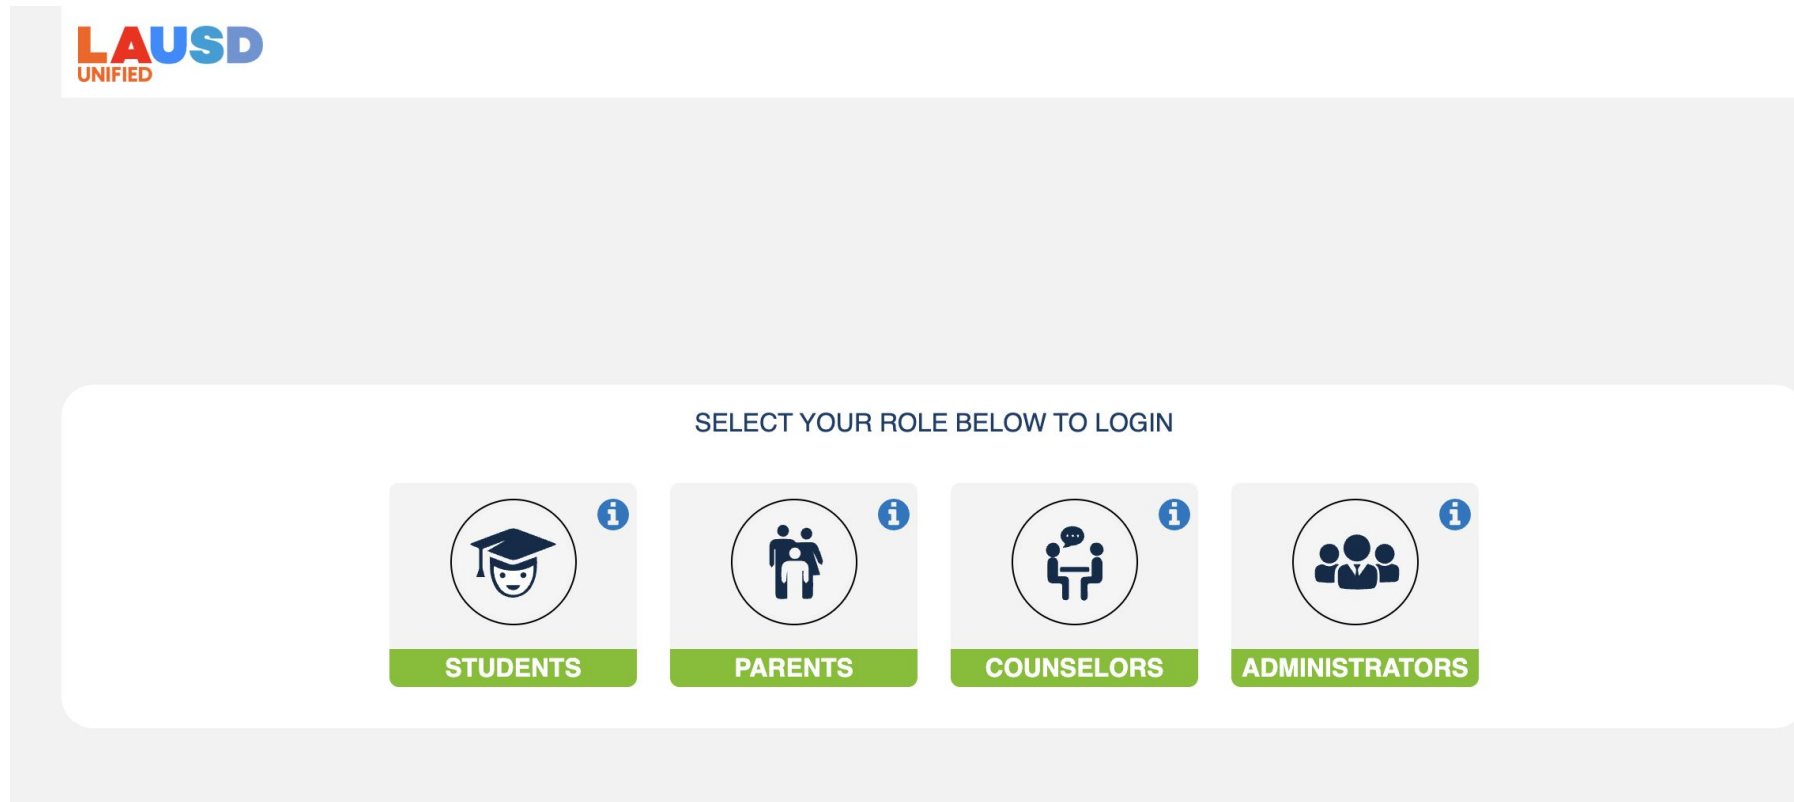 LAUSD
UNIFIED
SELECT YOUR ROLE BELOW TO LOGIN
STUDENTS
PARENTS
COUNSELORS
ADMINISTRATORS